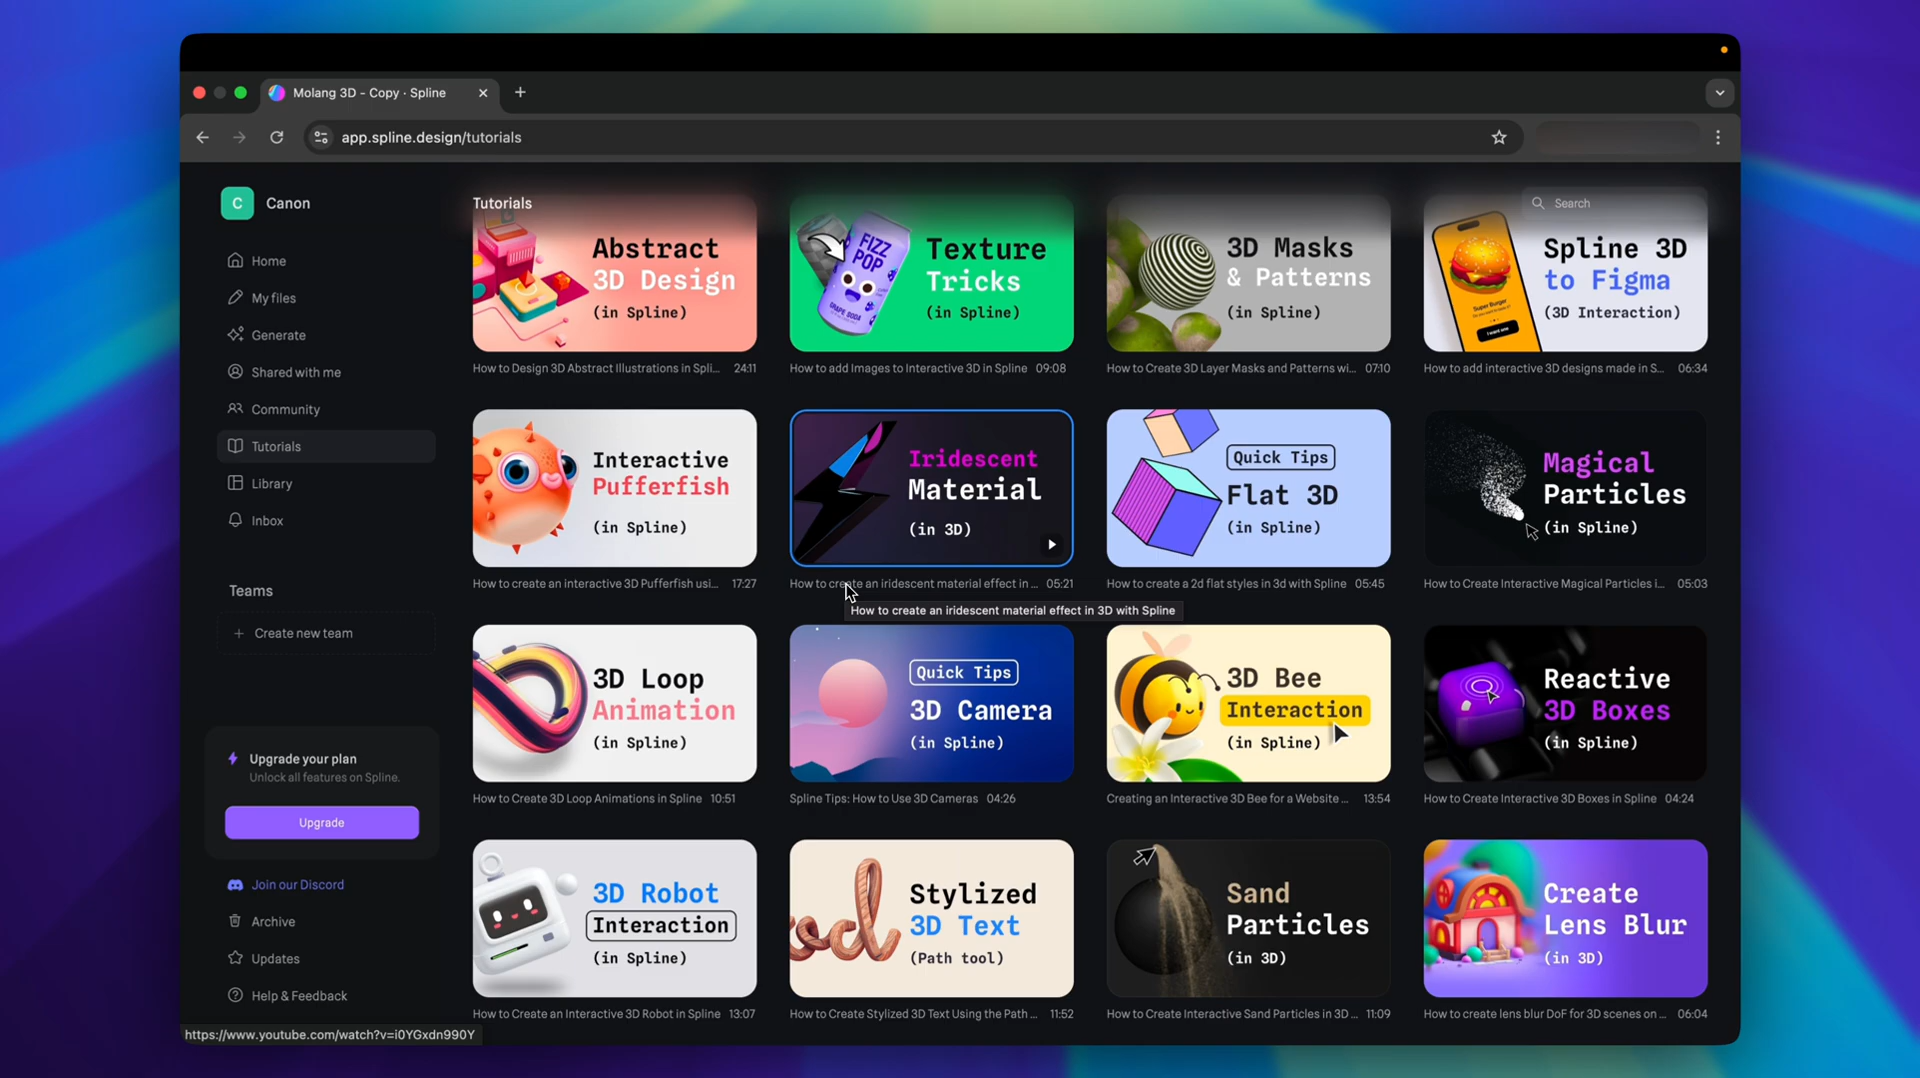 Molang 3D - Copy · Spline
app.spline.design/tutorials
C
Canon
Home
My files
Generate
Shared with me
Community
Tutorials
Library
Inbox
Teams
Create new team
Upgrade your plan
Unlock all features on Spline.
Upgrade
Join our Discord
Archive
Updates
Help & Feedback
https://www.youtube.com/watch?v=i0YGxdn990Y
Tutorials
Search
Abstract
3D Design
(in Spline)
How to Design 3D Abstract Illustrations in Spli... 24:11
FIZZ
POP
GRAPE SODA
Texture
Tricks
(in Spline)
How to add Images to Interactive 3D in Spline 09:08
3D Masks
& Patterns
(in Spline)
How to Create 3D Layer Masks and Patterns wi... 07:10
Super Burger
I want one
Spline 3D
to Figma
(3D Interaction)
How to add interactive 3D designs made in S... 06:34
Interactive
Pufferfish
(in Spline)
How to create an interactive 3D Pufferfish usi... 17:27
Iridescent
Material
(in 3D)
How to create an iridescent material effect in ... 05:21
How to create an iridescent material effect in 3D with Spline
Quick Tips
Flat 3D
(in Spline)
How to create a 2d flat styles in 3d with Spline 05:45
Magical
Particles
(in Spline)
How to Create Interactive Magical Particles i... 05:03
3D Loop
Animation
(in Spline)
How to Create 3D Loop Animations in Spline 10:51
Quick Tips
3D Camera
(in Spline)
Spline Tips: How to Use 3D Cameras 04:26
3D Bee
Interaction
(in Spline)
Creating an Interactive 3D Bee for a Website ... 13:54
Reactive
3D Boxes
(in Spline)
How to Create Interactive 3D Boxes in Spline 04:24
3D Robot
Interaction
(in Spline)
How to Create an Interactive 3D Robot in Spline 13:07
Stylized
3D Text
(Path tool)
How to Create Stylized 3D Text Using the Path ... 11:52
Sand
Particles
(in 3D)
How to Create Interactive Sand Particles in 3D ... 11:09
Create
Lens Blur
(in 3D)
How to create lens blur DoF for 3D scenes on ... 06:04